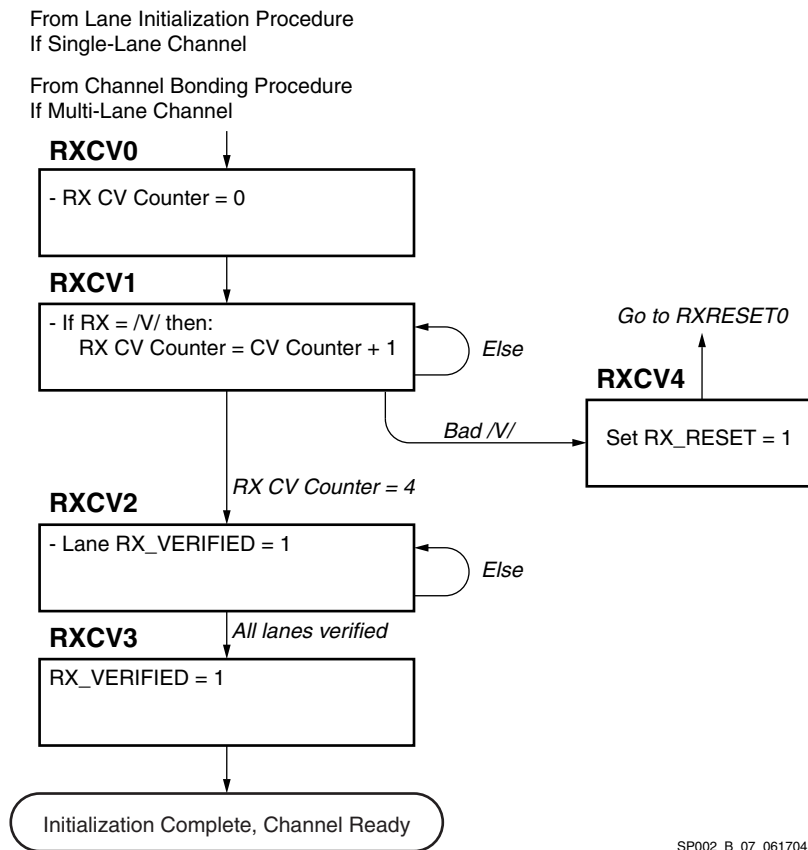 From Lane Initialization Procedure
If Single-Lane Channel
From Channel Bonding Procedure
If Multi-Lane Channel
RXCV0
- RX CV Counter = 0
RXCV1
- If RX = /V/ then:
RX CV Counter = CV Counter + 1
Else
Go to RXRESET0
RXCV4
Set RX_RESET = 1
Bad /V/
RX CV Counter = 4
RXCV2
- Lane RX_VERIFIED = 1
Else
All lanes verified
RXCV3
RX_VERIFIED = 1
Initialization Complete, Channel Ready
SP002_B_07_061704